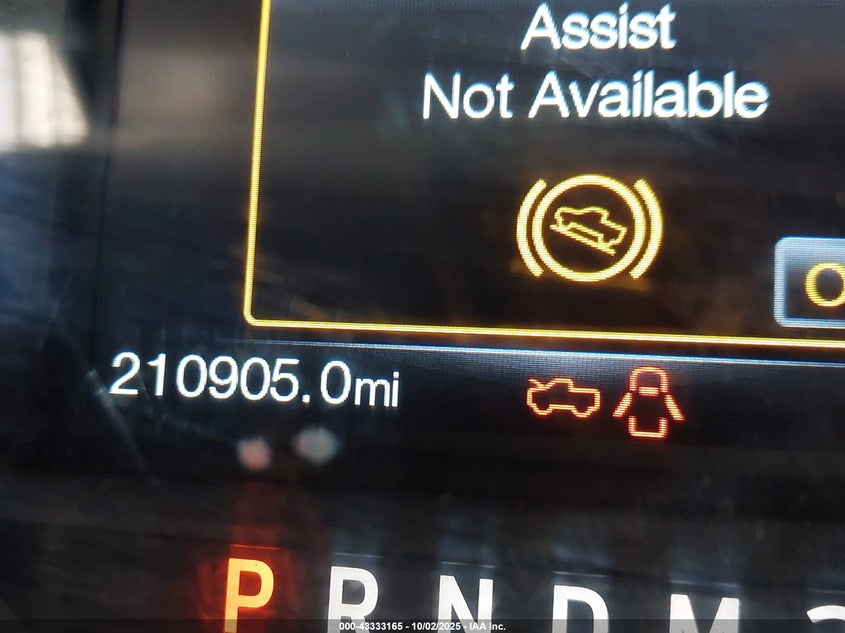 Assist
Not Available
O
210905.0mi
P R N D M
000-43333165 - 10/02/2025 - IAA Inc.